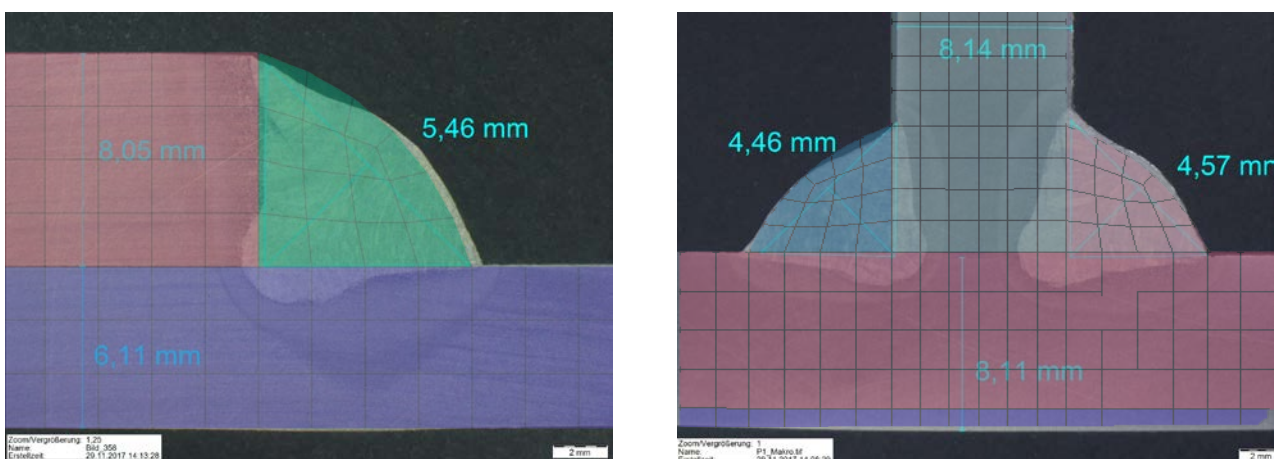 8,05 mm
5,46 mm
6,11 mm
Zoom/Vergrößerung: 1,25
Name: Bild_358
Erstellzeit: 29.11.2017 14:13:28
2 mm
8,14 mm
4,46 mm
4,57 mm
8,11 mm
Zoom/Vergrößerung: 1
Name: P1_Makro.tif
2 mm